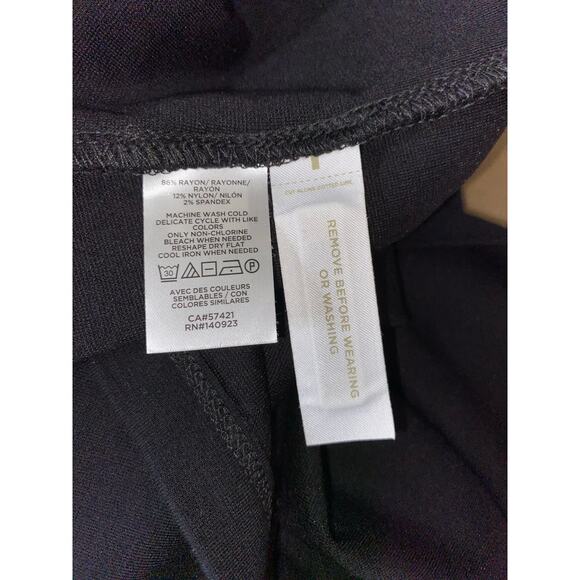 86% RAYON/RAYONNE/
RAYÓN
12% NYLON/NILÓN
2% SPANDEX
MACHINE WASH COLD
DELICATE CYCLE WITH LIKE
COLORS
ONLY NON-CHLORINE
BLEACH WHEN NEEDED
RESHAPE DRY FLAT
COOL IRON WHEN NEEDED
30
P
AVEC DES COULEURS
SEMBLABLES / CON
COLORES SIMILARES
CA#57421
RN#140923
CUT ALONG DOTTED LINE
REMOVE BEFORE WEARING
OR WASHING